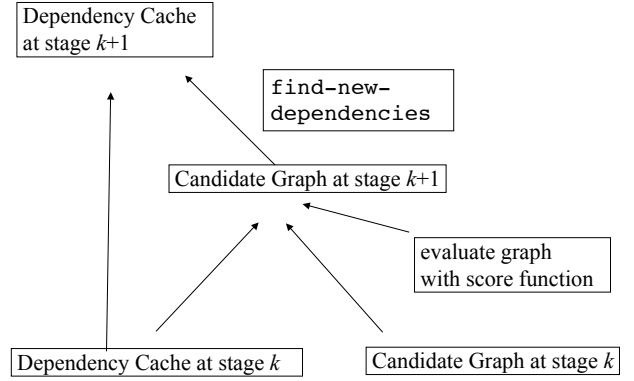 Dependency Cache
at stage k+1
find-new-
dependencies
Candidate Graph at stage k+1
evaluate graph
with score function
Dependency Cache at stage k
Candidate Graph at stage k